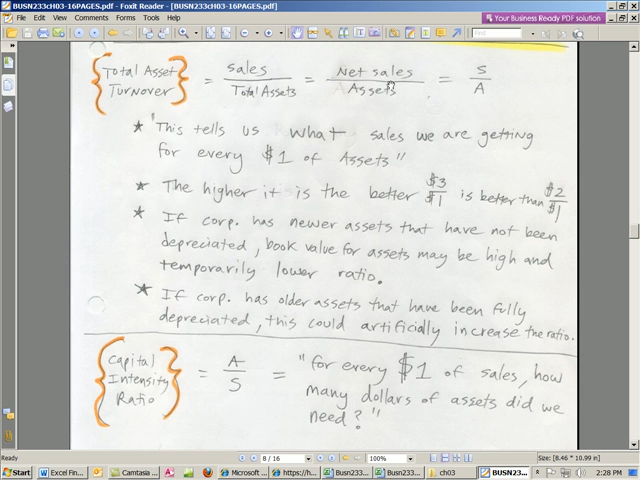 BUSN233ch03-16PAGES.pdf - Foxit Reader - [BUSN233ch03-16PAGES.pdf]
File Edit View Language Document Tools Advanced Window Help
Your Business Ready PDF solution
Find
Total Asset Turnover = sales / Total Assets = Net sales / Assets = S / A
* "This tells us what sales we are getting
for every $1 of Assets"
* The higher it is the better $3/$1 is better than $2/$1
* If corp. has newer assets that have not been
depreciated, book value for assets may be high and
temporarily lower ratio.
* If corp. has older assets that have been fully
depreciated, this could artificially increase the ratio.
Capital Intensity Ratio = A / S = "for every $1 of sales, how
many dollars of assets did we
need?"
Ready 8 / 16 100% Size: [8.46 * 10.99 in]
Start Excel Fin... Camtasia ... Microsoft ... https://h... Busn233... Busn233... ch03 BUSN23... 2:28 PM